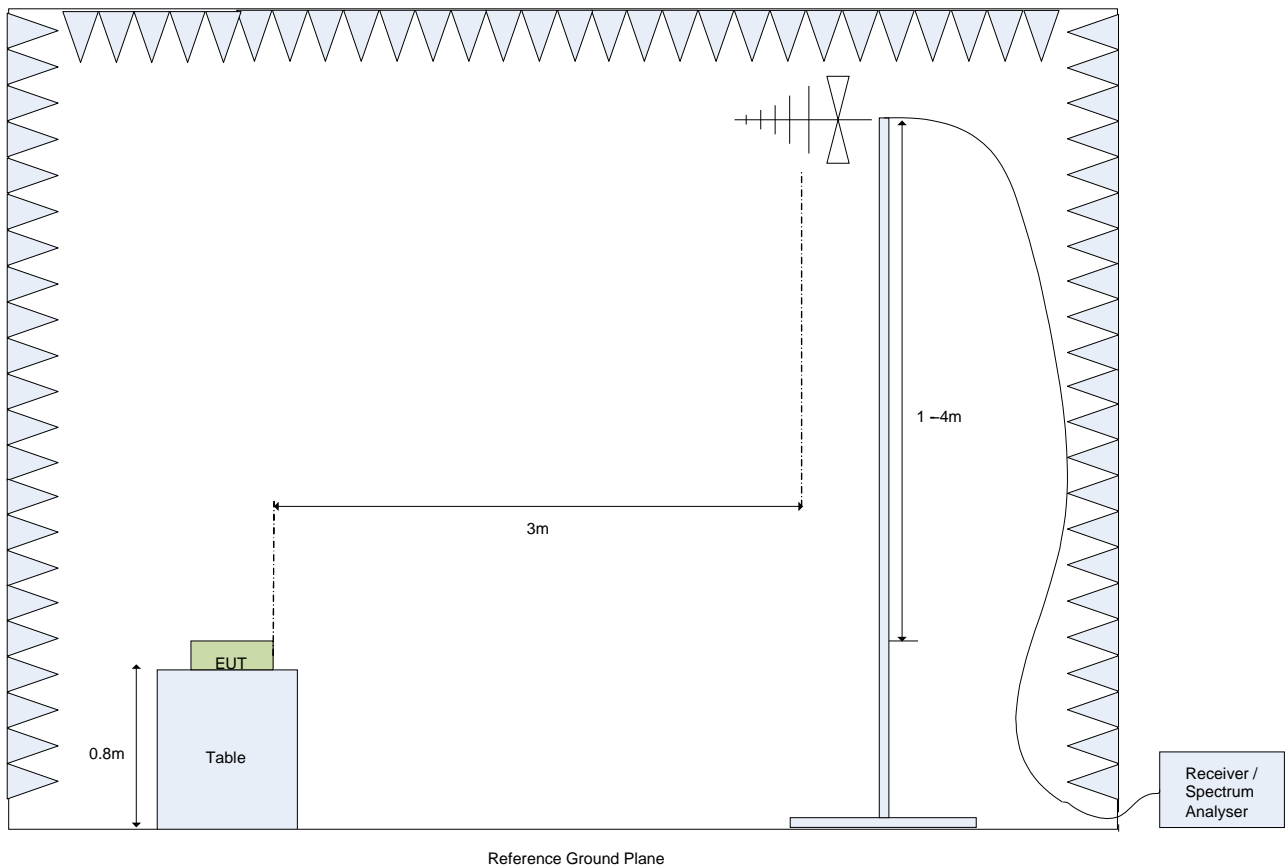 1 –4m
3m
EUT
0.8m
Table
Receiver /
Spectrum
Analyser
Reference Ground Plane